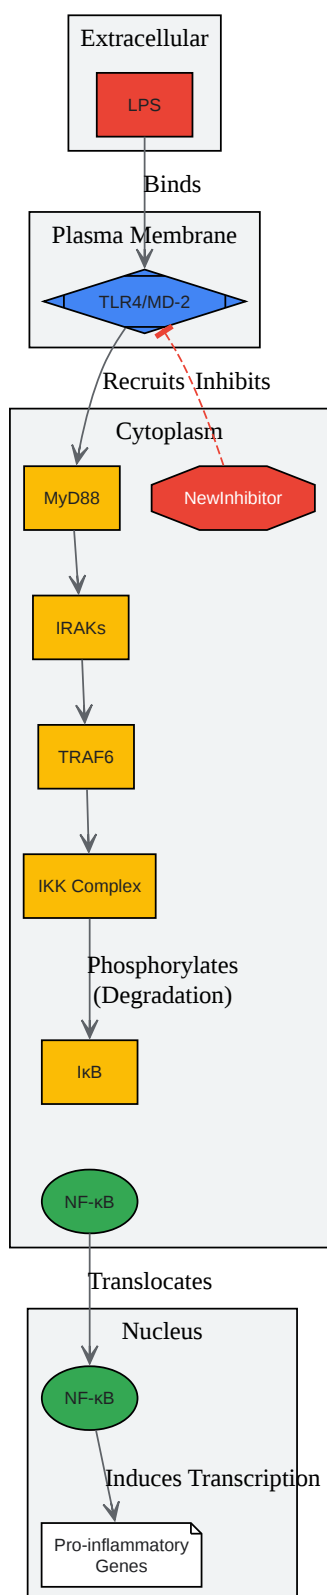 Extracellular
LPS
Binds
Plasma Membrane
TLR4/MD-2
Recruits
Inhibits
Cytoplasm
MyD88
NewInhibitor
IRAKs
TRAF6
IKK Complex
Phosphorylates
(Degradation)
IκB
NF-κB
Translocates
Nucleus
NF-κB
Induces Transcription
Pro-inflammatory
Genes